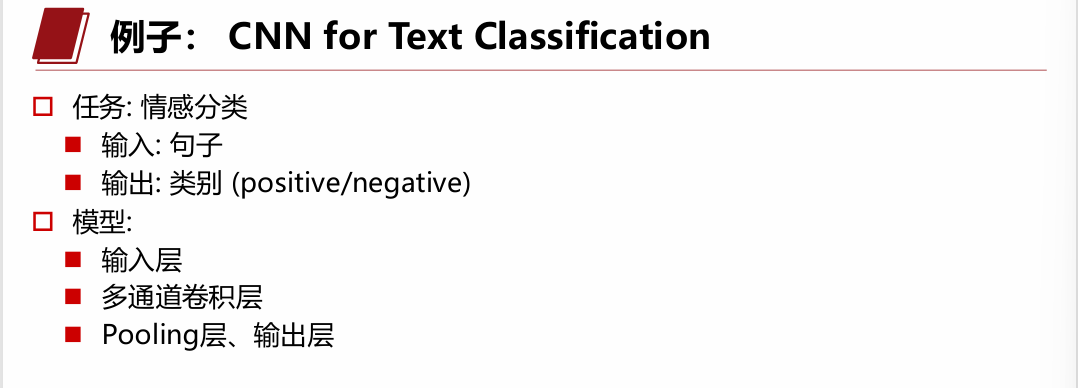 例子： CNN for Text Classification
任务: 情感分类
输入: 句子
输出: 类别 (positive/negative)
模型:
输入层
多通道卷积层
Pooling层、输出层